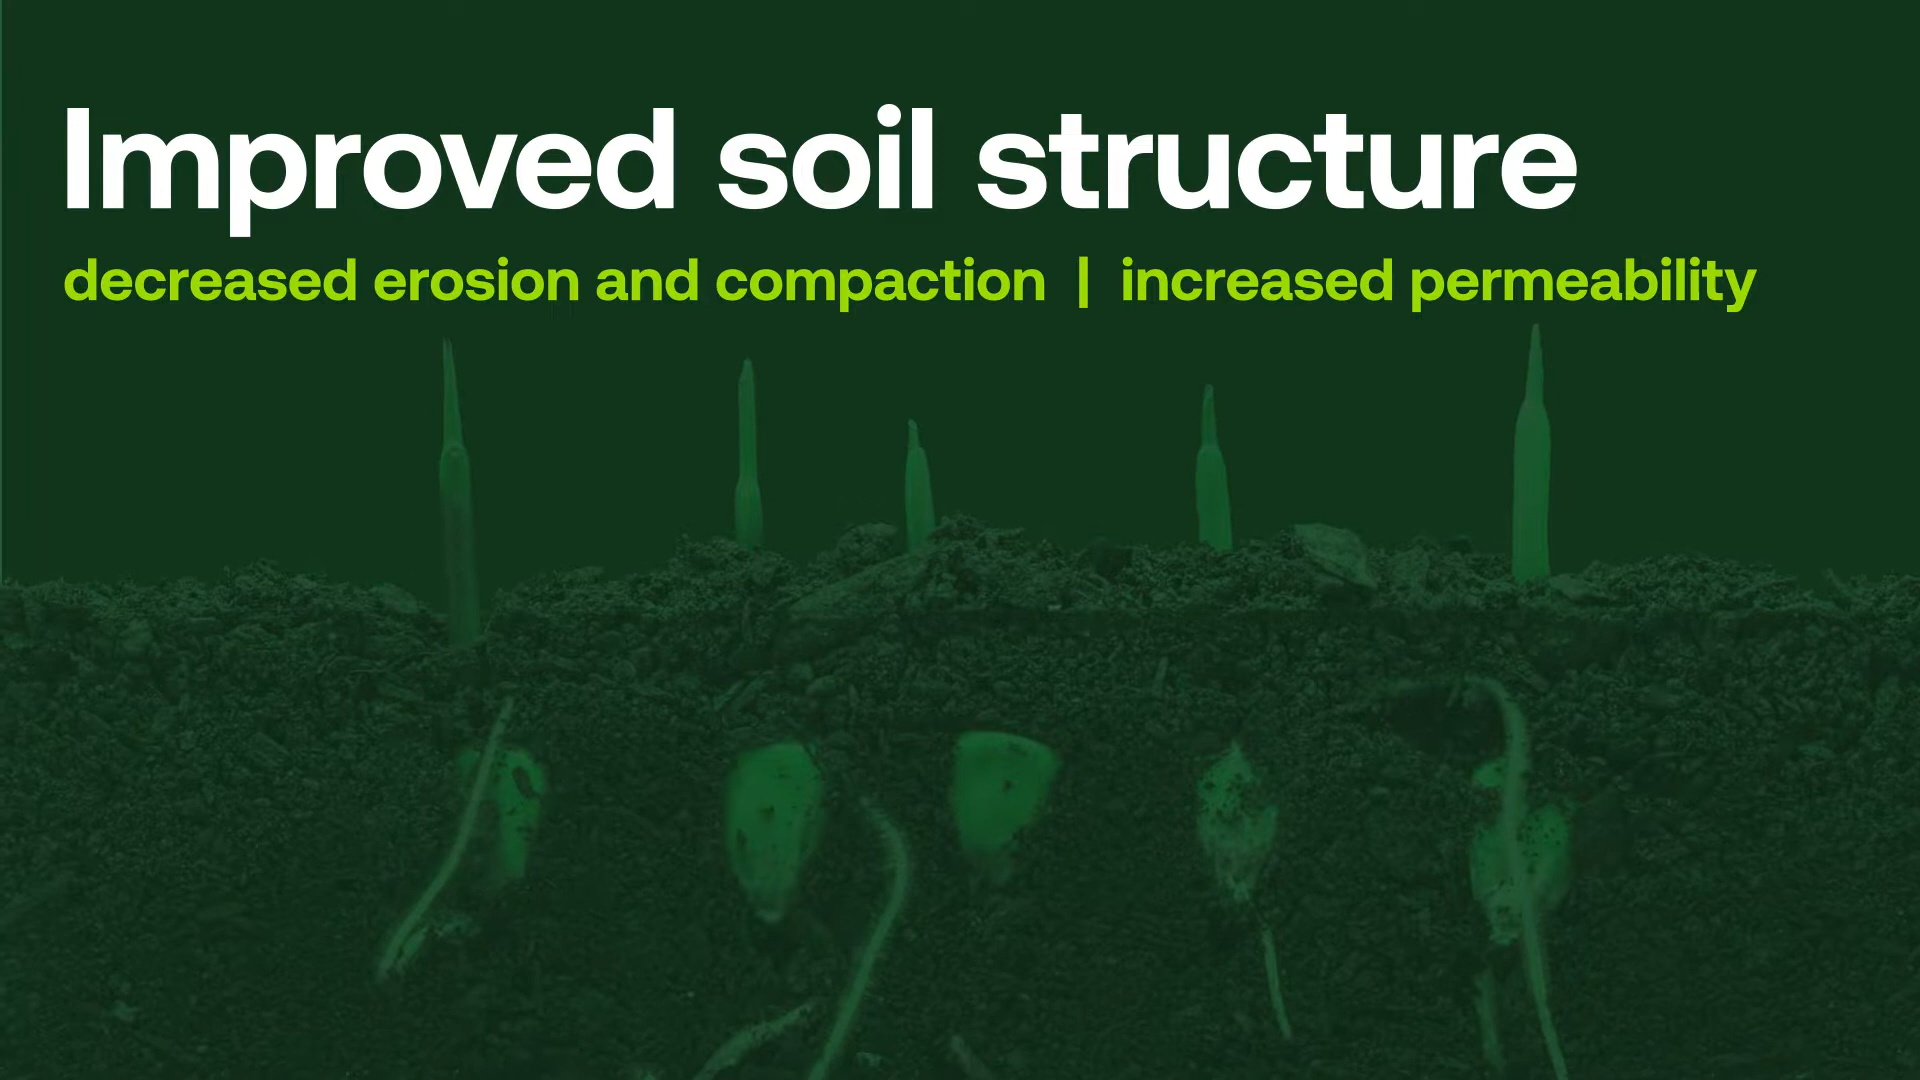 Improved soil structure
decreased erosion and compaction | increased permeability